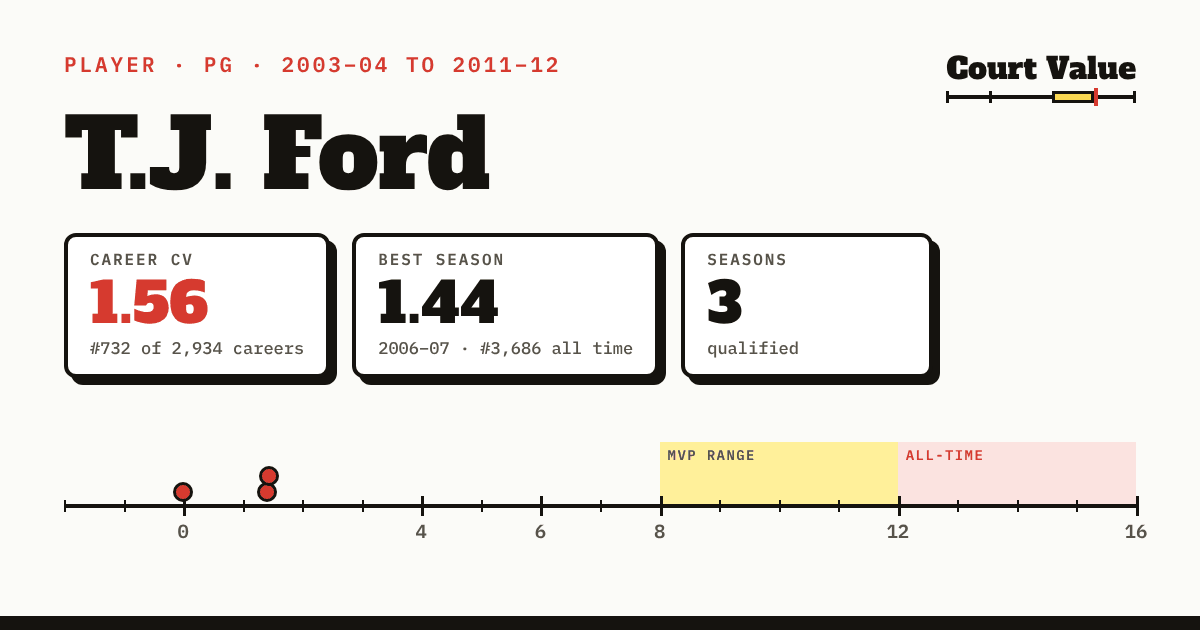 PLAYER · PG · 2003–04 TO 2011–12
Court Value
T.J. Ford
CAREER CV
1.56
#732 of 2,934 careers
BEST SEASON
1.44
2006–07 · #3,686 all time
SEASONS
3
qualified
MVP RANGE
ALL-TIME
0
4
6
8
12
16